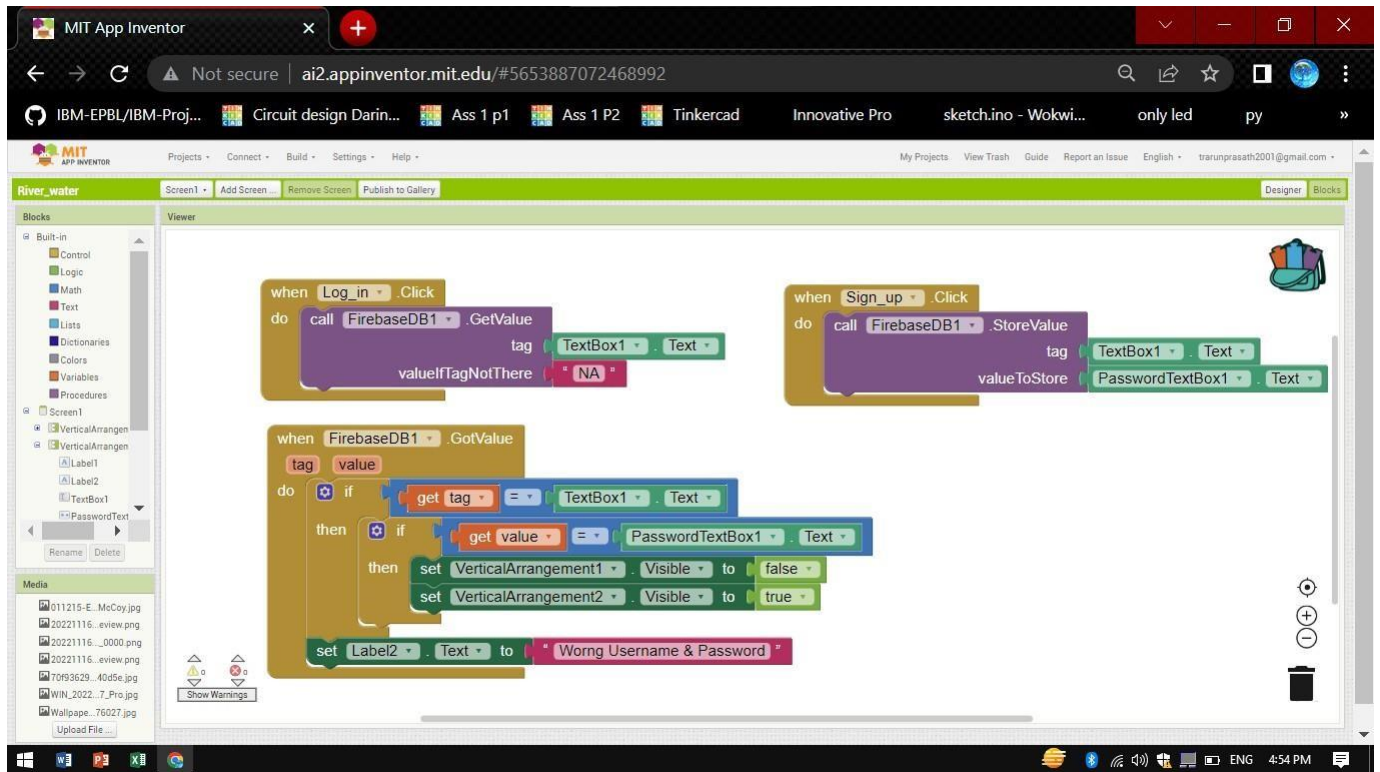 MIT App Inventor
Not secure ai2.appinventor.mit.edu/#5653887072468992
IBM-EPBL/IBM-Proj... Circuit design Darin... Ass 1 p1 Ass 1 P2 Tinkercad Innovative Pro sketch.ino - Wokwi... only led py »
MIT APP INVENTOR Projects Connect Build Settings Help My Projects View Trash Guide Report an Issue English trarunprasath2001@gmail.com
River_water Screen1 Add Screen ... Remove Screen Publish to Gallery Designer Blocks
Blocks Viewer
Built-in
Control
Logic
Math
Text
Lists
Dictionaries
Colors
Variables
Procedures
Screen1
VerticalArrangen
VerticalArrangen
Label1
Label2
TextBox1
PasswordText
Rename Delete
Media
011215-E...McCoy.jpg
20221116...eview.png
20221116..._0000.png
20221116...eview.png
70f93629...40d5e.jpg
WIN_2022...7_Pro.jpg
Wallpape...76027.jpg
Upload File ...
when Log_in .Click
do call FirebaseDB1 .GetValue
tag TextBox1 . Text
valueIfTagNotThere " NA "
when Sign_up .Click
do call FirebaseDB1 .StoreValue
tag TextBox1 . Text
valueToStore PasswordTextBox1 . Text
when FirebaseDB1 .GotValue
tag value
do if get tag = TextBox1 . Text
then if get value = PasswordTextBox1 . Text
then set VerticalArrangement1 . Visible to false
set VerticalArrangement2 . Visible to true
set Label2 . Text to " Worng Username & Password "
0 0
Show Warnings
ENG 4:54 PM